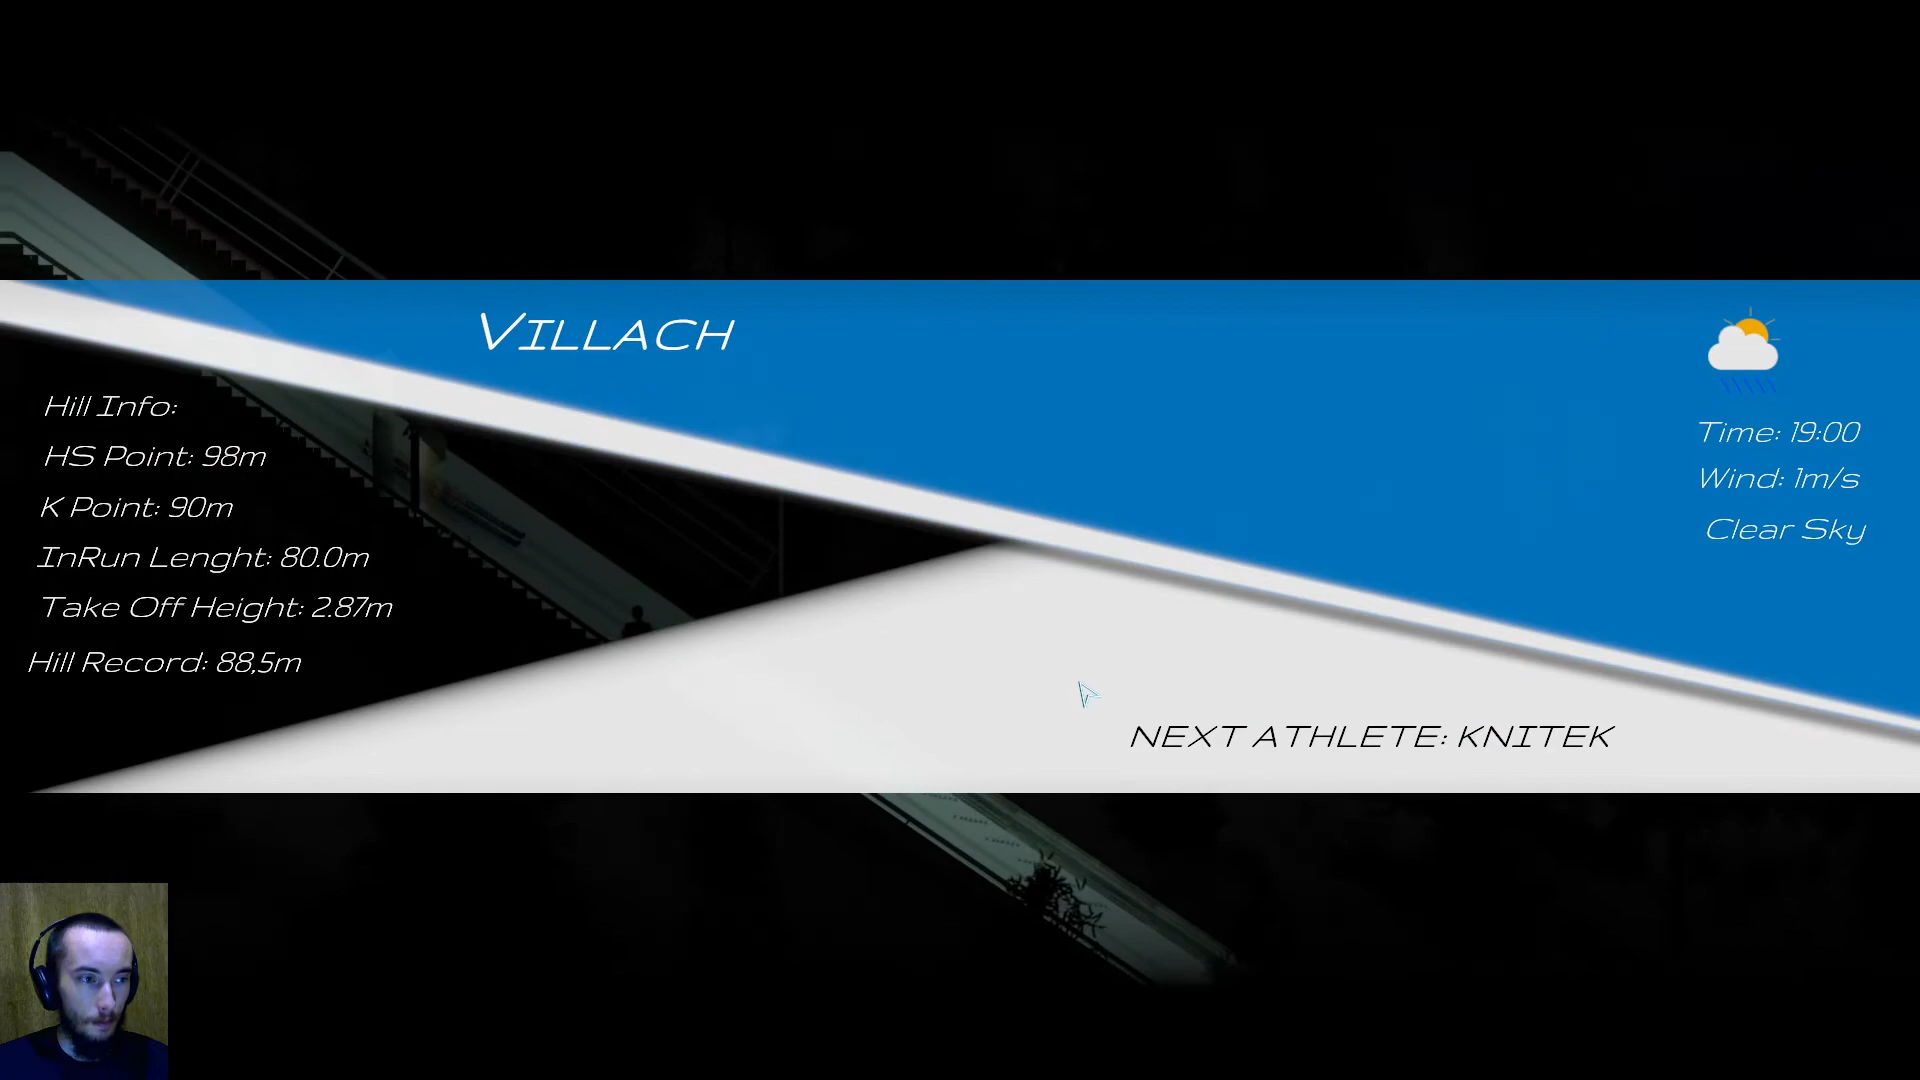 VILLACH
Hill Info:
HS Point: 98m
K Point: 90m
InRun Lenght: 80.0m
Take Off Height: 2.87m
Hill Record: 88,5m
Time: 19:00
Wind: 1m/s
Clear Sky
NEXT ATHLETE: KNITEK